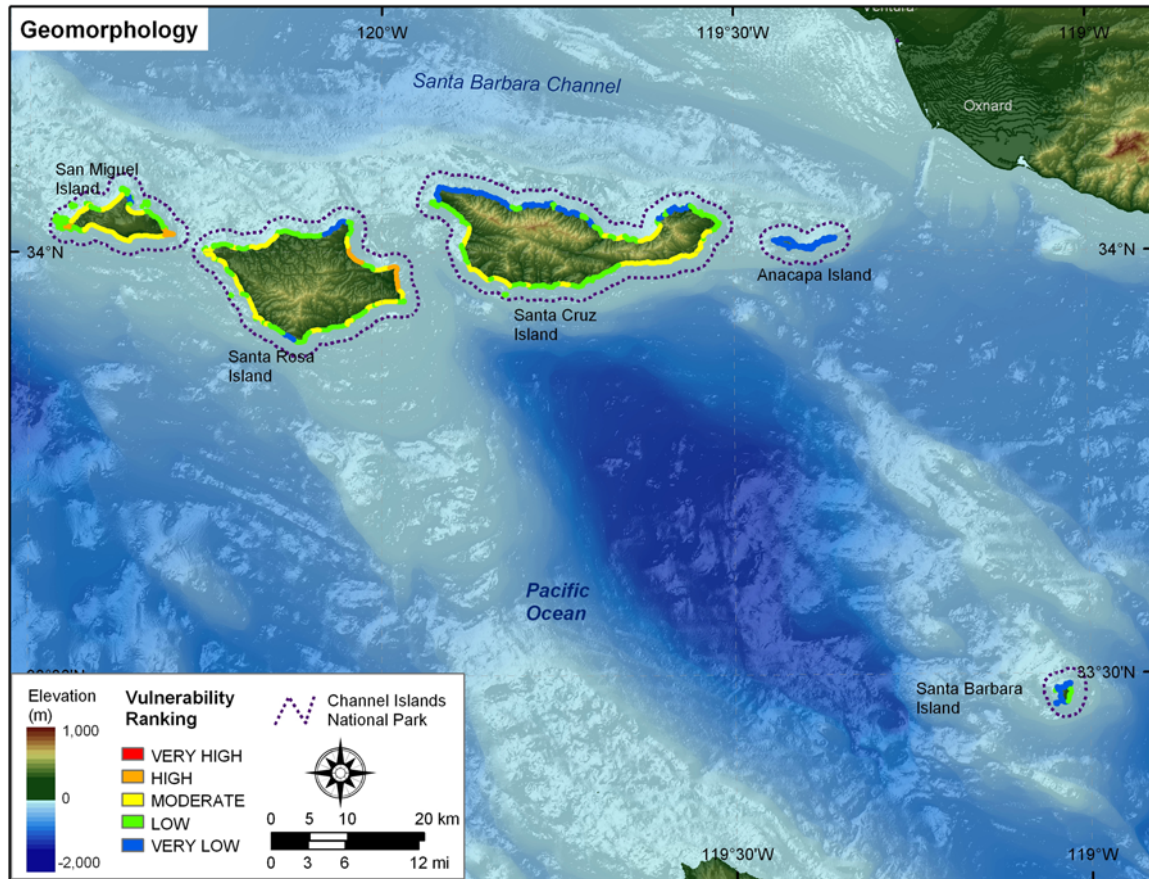 Geomorphology
120°W
119°30'W
119°W
Ventura
Santa Barbara Channel
Oxnard
San Miguel
Island
34°N
34°N
Anacapa Island
Santa Cruz
Island
Santa Rosa
Island
Pacific
Ocean
33°30'N
Santa Barbara
Island
Elevation
(m)
1,000
0
-2,000
Vulnerability
Ranking
VERY HIGH
HIGH
MODERATE
LOW
VERY LOW
Channel Islands
National Park
0 5 10 20 km
0 3 6 12 mi
119°30'W
119°W